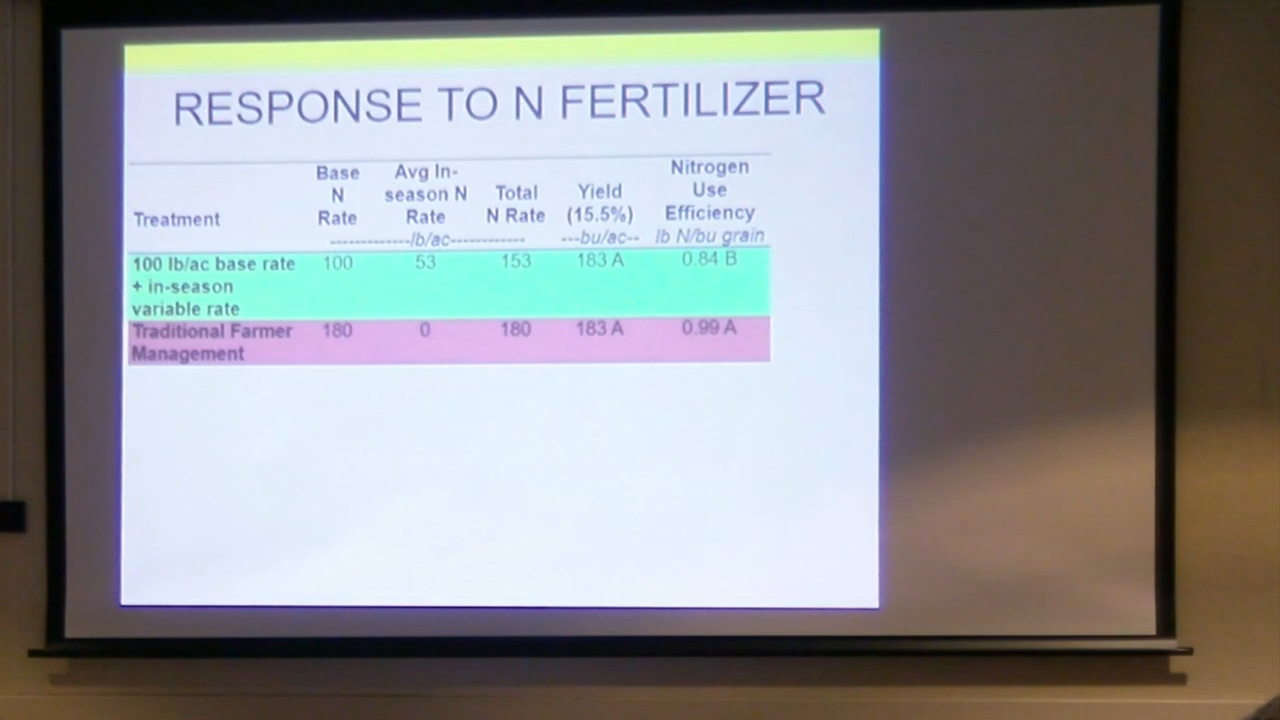 RESPONSE TO N FERTILIZER
Treatment
Base
N
Rate
Avg In-
season N
Rate
Total
N Rate
Yield
(15.5%)
Nitrogen
Use
Efficiency
-------------lb/ac------------
---bu/ac--
lb N/bu grain
100 lb/ac base rate
+ in-season
variable rate
100
53
153
183 A
0.84 B
Traditional Farmer
Management
180
0
180
183 A
0.99 A